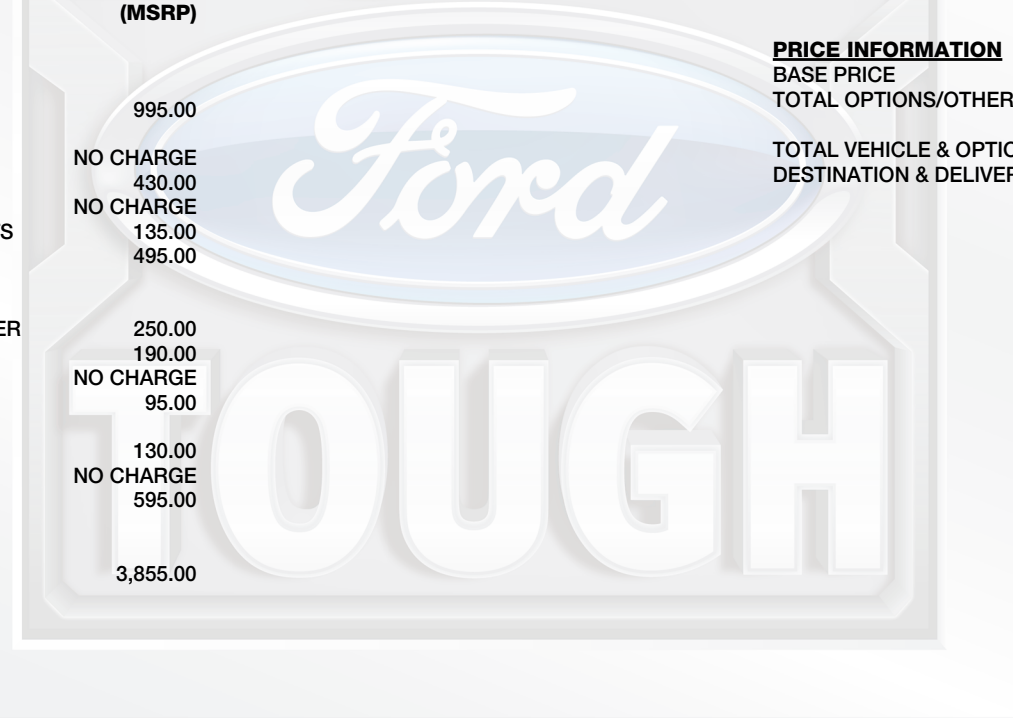 (MSRP)
995.00
NO CHARGE
430.00
NO CHARGE
TS 135.00
495.00
ER 250.00
190.00
NO CHARGE
95.00
130.00
NO CHARGE
595.00
3,855.00
PRICE INFORMATION
BASE PRICE
TOTAL OPTIONS/OTHER
TOTAL VEHICLE & OPTIO
DESTINATION & DELIVER
Ford
TOUGH